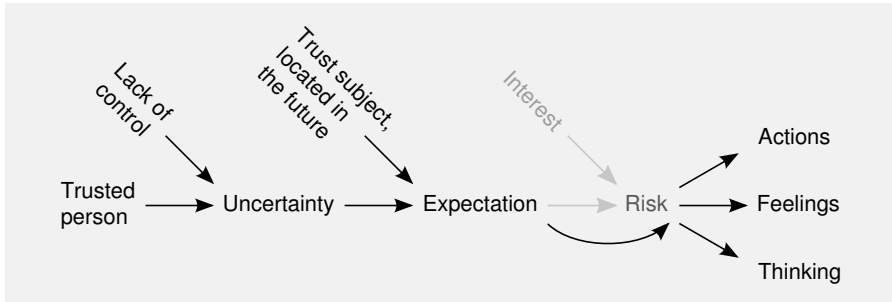 Lack of
control
Trust subject,
located in
the future
Interest
Actions
Trusted
person
Uncertainty
Expectation
Risk
Feelings
Thinking